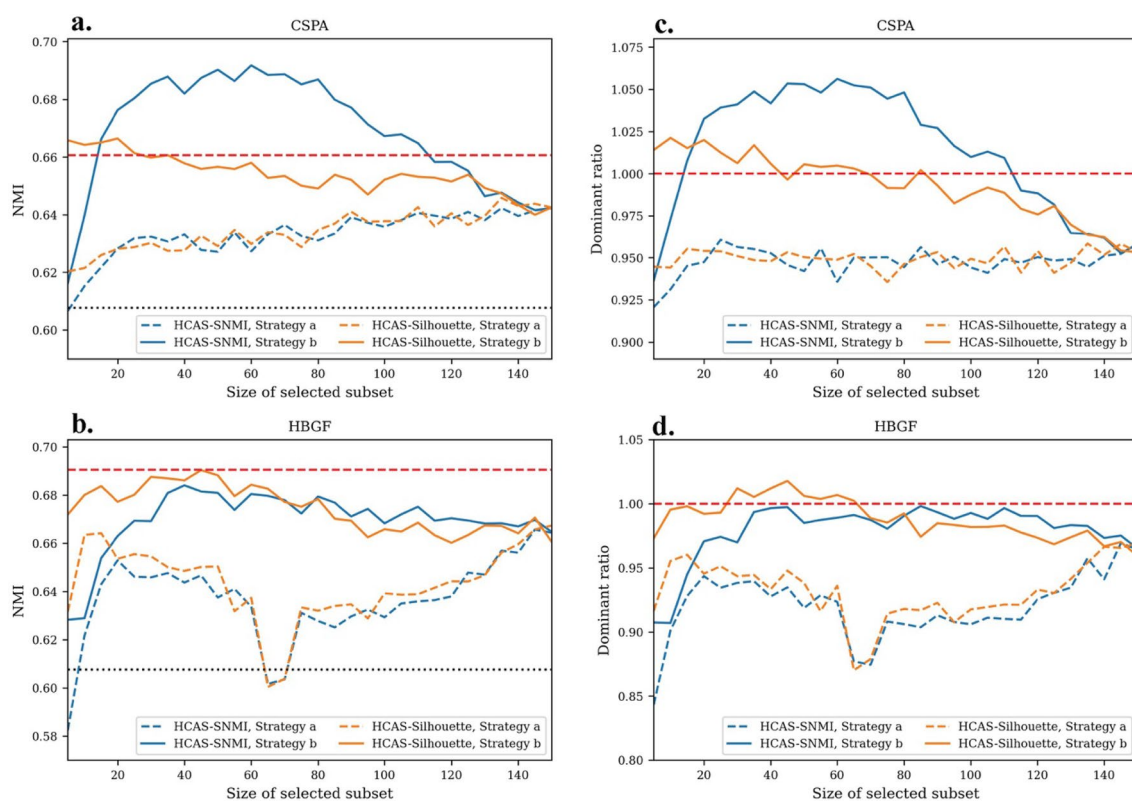 a.
CSPA
0.70
0.68
0.66
0.64
0.62
0.60
NMI
HCAS-SNMI, Strategy a
HCAS-SNMI, Strategy b
HCAS-Silhouette, Strategy a
HCAS-Silhouette, Strategy b
20 40 60 80 100 120 140
Size of selected subset
c.
CSPA
1.075
1.050
1.025
1.000
0.975
0.950
0.925
0.900
Dominant ratio
HCAS-SNMI, Strategy a
HCAS-SNMI, Strategy b
HCAS-Silhouette, Strategy a
HCAS-Silhouette, Strategy b
20 40 60 80 100 120 140
Size of selected subset
b.
HBGF
0.70
0.68
0.66
0.64
0.62
0.60
0.58
NMI
HCAS-SNMI, Strategy a
HCAS-SNMI, Strategy b
HCAS-Silhouette, Strategy a
HCAS-Silhouette, Strategy b
20 40 60 80 100 120 140
Size of selected subset
d.
HBGF
1.05
1.00
0.95
0.90
0.85
0.80
Dominant ratio
HCAS-SNMI, Strategy a
HCAS-SNMI, Strategy b
HCAS-Silhouette, Strategy a
HCAS-Silhouette, Strategy b
20 40 60 80 100 120 140
Size of selected subset